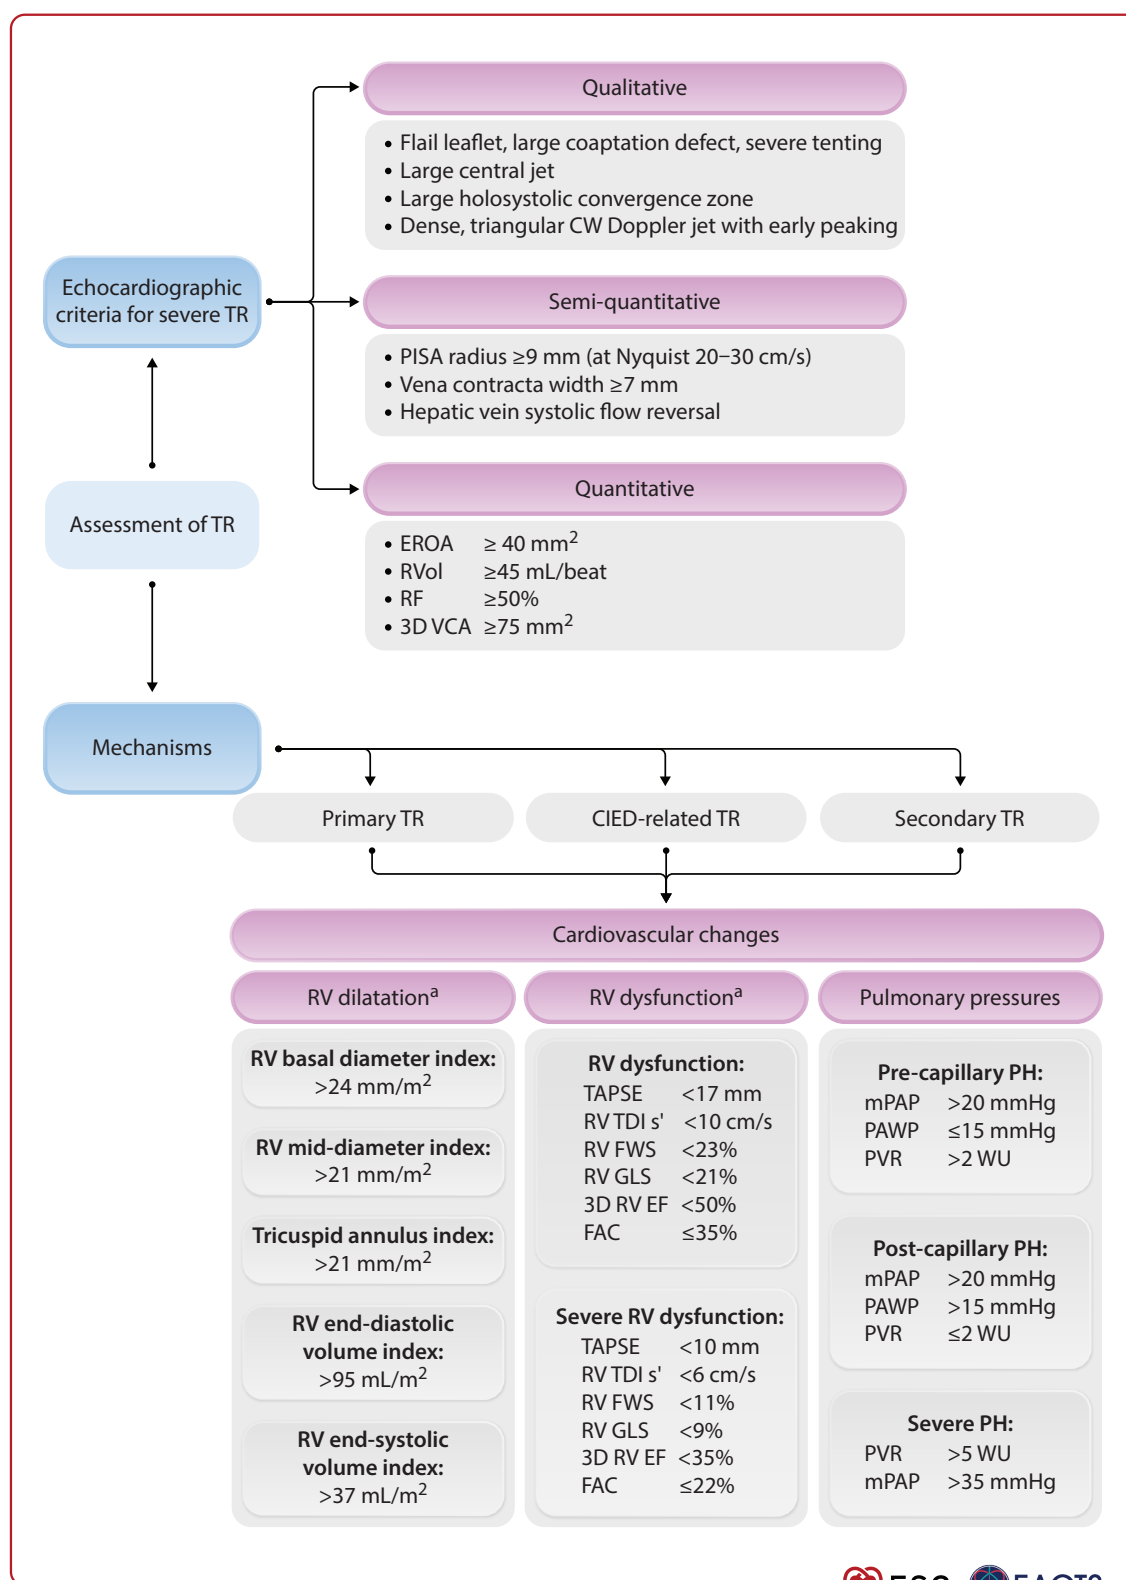 Qualitative
• Flail leaflet, large coaptation defect, severe tenting
• Large central jet
• Large holosystolic convergence zone
• Dense, triangular CW Doppler jet with early peaking
Echocardiographic
criteria for severe TR
Semi-quantitative
• PISA radius ≥9 mm (at Nyquist 20–30 cm/s)
• Vena contracta width ≥7 mm
• Hepatic vein systolic flow reversal
Assessment of TR
Quantitative
• EROA ≥ 40 mm²
• RVol ≥45 mL/beat
• RF ≥50%
• 3D VCA ≥75 mm²
Mechanisms
Primary TR
CIED-related TR
Secondary TR
Cardiovascular changes
RV dilatationᵃ
RV basal diameter index:
>24 mm/m²
RV mid-diameter index:
>21 mm/m²
Tricuspid annulus index:
>21 mm/m²
RV end-diastolic
volume index:
>95 mL/m²
RV end-systolic
volume index:
>37 mL/m²
RV dysfunctionᵃ
RV dysfunction:
TAPSE <17 mm
RV TDI s' <10 cm/s
RV FWS <23%
RV GLS <21%
3D RV EF <50%
FAC ≤35%
Severe RV dysfunction:
TAPSE <10 mm
RV TDI s' <6 cm/s
RV FWS <11%
RV GLS <9%
3D RV EF <35%
FAC ≤22%
Pulmonary pressures
Pre-capillary PH:
mPAP >20 mmHg
PAWP ≤15 mmHg
PVR >2 WU
Post-capillary PH:
mPAP >20 mmHg
PAWP >15 mmHg
PVR ≤2 WU
Severe PH:
PVR >5 WU
mPAP >35 mmHg
ESC EACTS